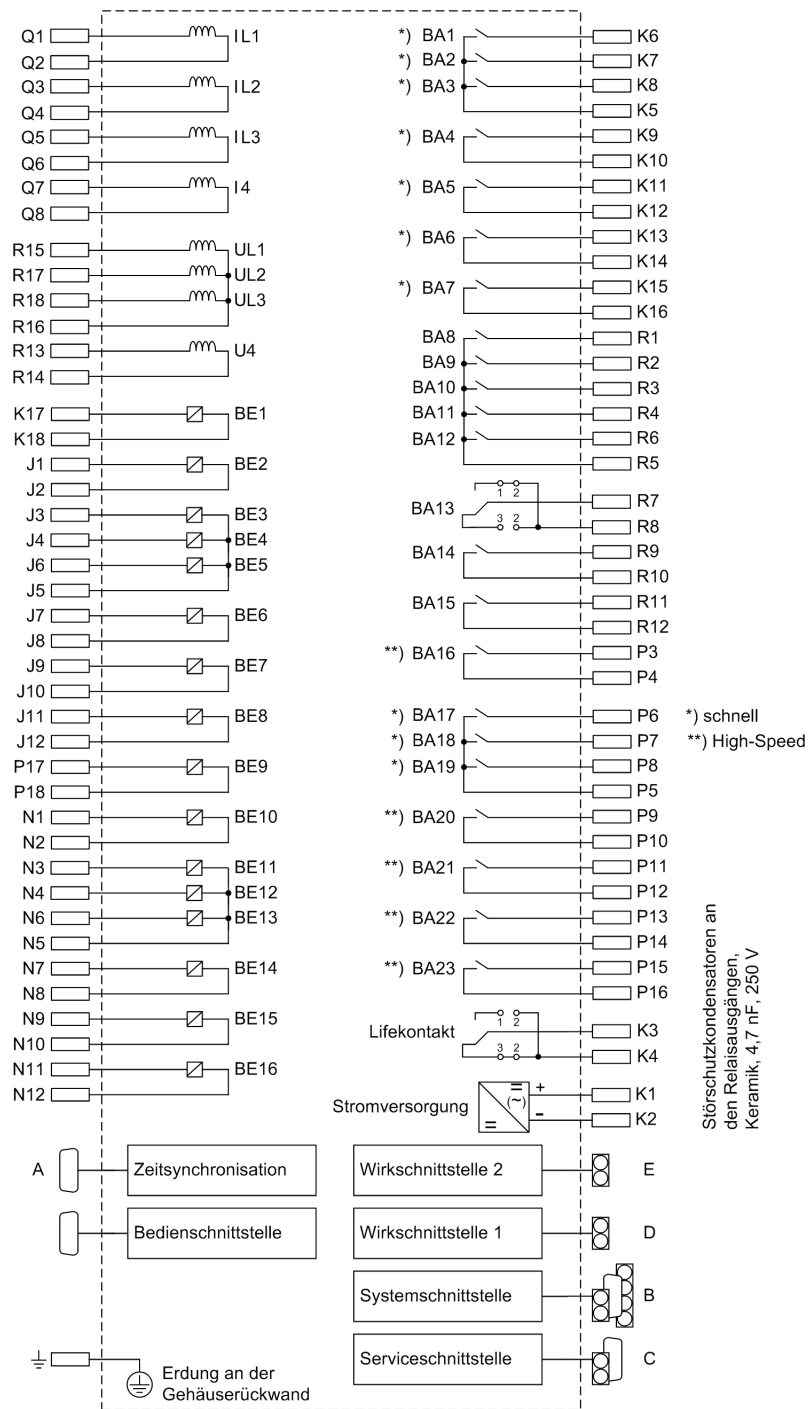 Q1 IL1 *) BA1 K6
Q2 *) BA2 K7
Q3 IL2 *) BA3 K8
Q4 K5
Q5 IL3 *) BA4 K9
Q6 K10
Q7 I4 *) BA5 K11
Q8 K12
*) BA6 K13
R15 UL1
K14
R17 UL2
*) BA7 K15
R18 UL3
K16
R16
BA8 R1
R13 U4
BA9 R2
R14
BA10 R3
K17 BE1 BA11 R4
K18 BA12 R6
J1 BE2 R5
J2
1 2
J3 BE3 BA13 R7
3 2
J4 BE4 R8
J6 BE5 BA14 R9
J5 R10
J7 BE6 BA15 R11
J8 R12
J9 BE7 **) BA16 P3
J10 P4
J11 BE8 *) BA17 P6 *) schnell
J12 *) BA18 P7 **) High-Speed
P17 BE9 *) BA19 P8
P18 P5
N1 BE10 **) BA20 P9
N2 P10
N3 BE11 **) BA21 P11
N4 BE12 P12
N6 BE13 **) BA22 P13
N5 P14
N7 BE14 **) BA23 P15
N8 P16
N9 BE15
1 2
Lifekontakt K3
N10
3 2
K4
N11 BE16
N12
Stromversorgung = (~) = + K1
- K2
Störschutzkondensatoren an
den Relaisausgängen,
Keramik, 4,7 nF, 250 V
A Zeitsynchronisation Wirkschnittstelle 2 E
Bedienschnittstelle Wirkschnittstelle 1 D
Systemschnittstelle B
Serviceschnittstelle C
Erdung an der
Gehäuserückwand